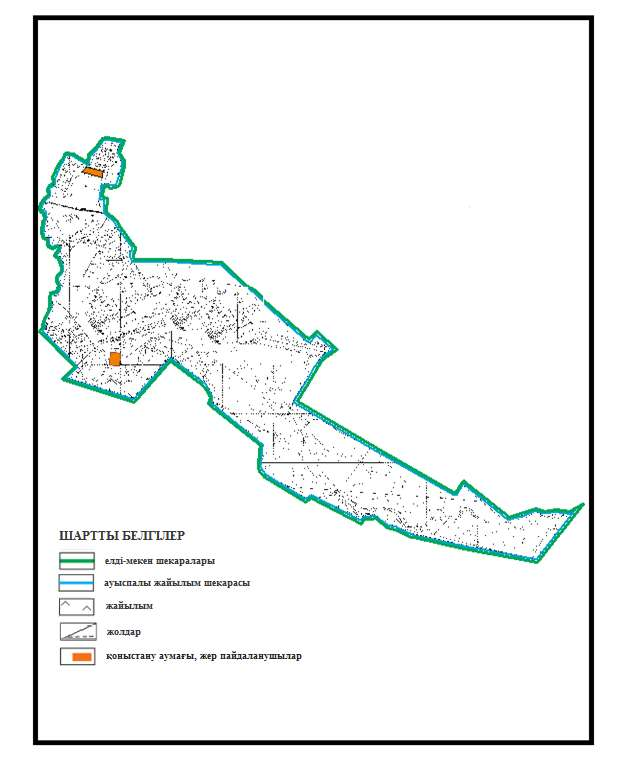 ШАРТТЫ БЕЛГІЛЕР
елді-мекен шекаралары
ауыспалы жайылым шекарасы
жайылым
жолдар
қоныстану аумағы, жер пайдаланушылар